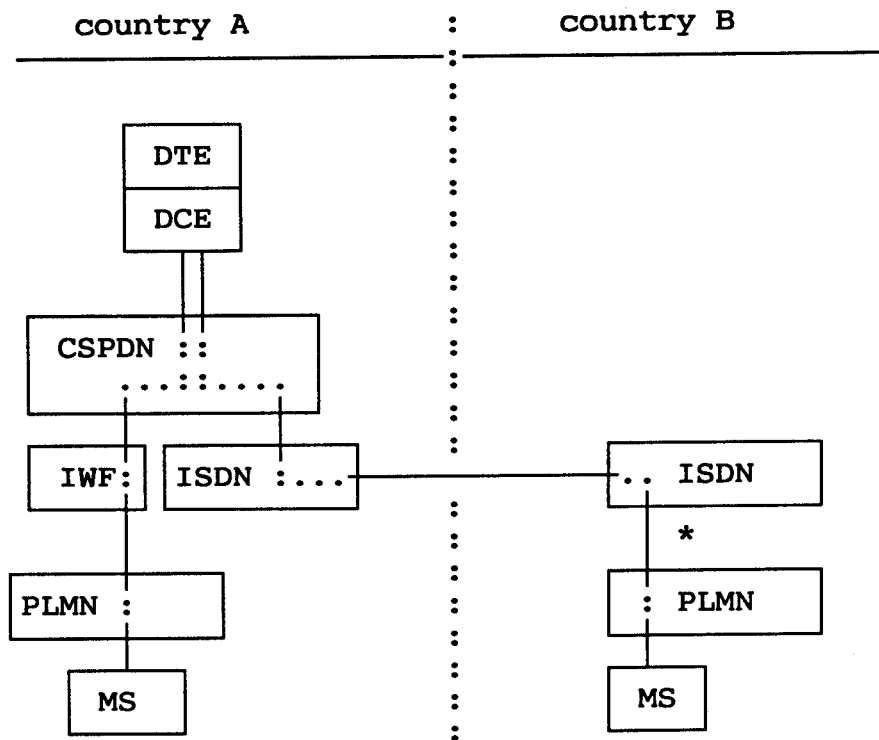 country A
country B
DTE
DCE
CSPDN
IWF
ISDN
ISDN
*
PLMN
PLMN
MS
MS